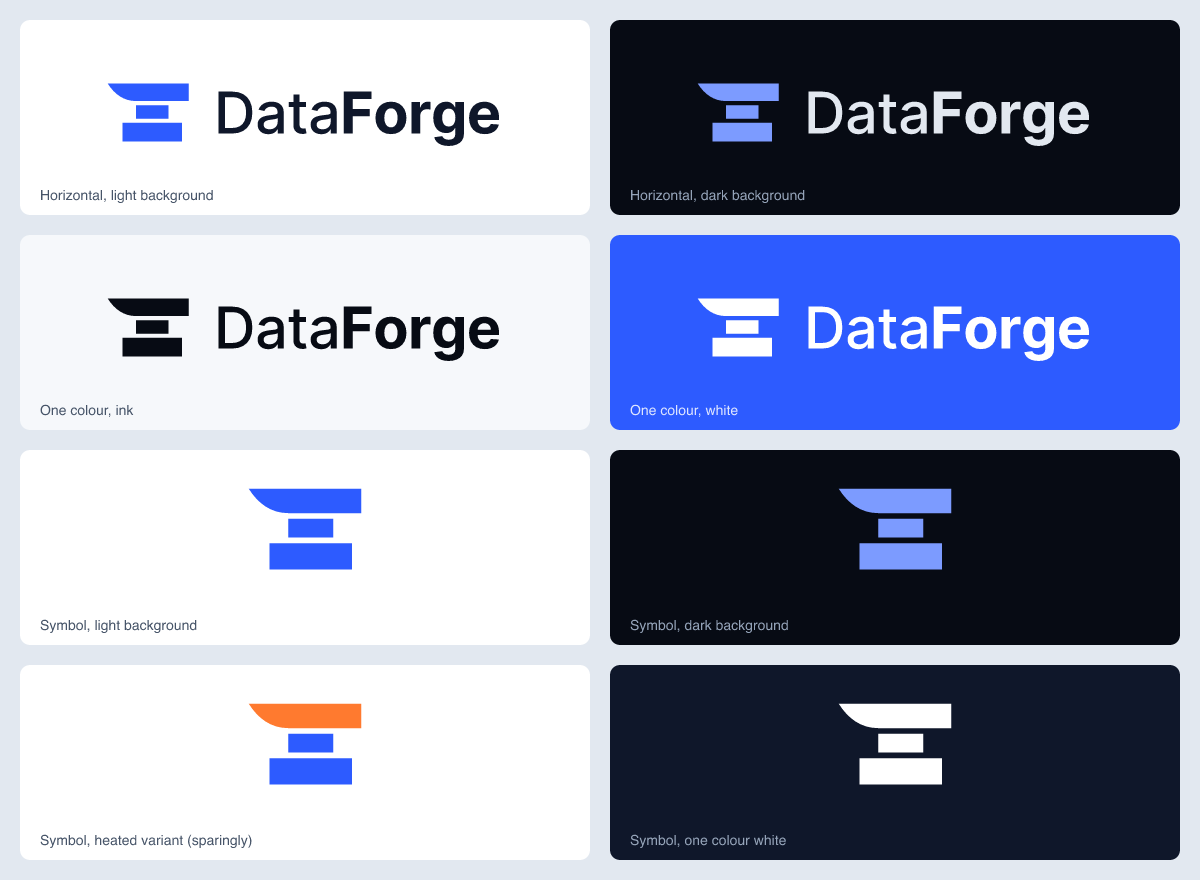 DataForge
Horizontal, light background
DataForge
Horizontal, dark background
DataForge
One colour, ink
DataForge
One colour, white
Symbol, light background
Symbol, dark background
Symbol, heated variant (sparingly)
Symbol, one colour white